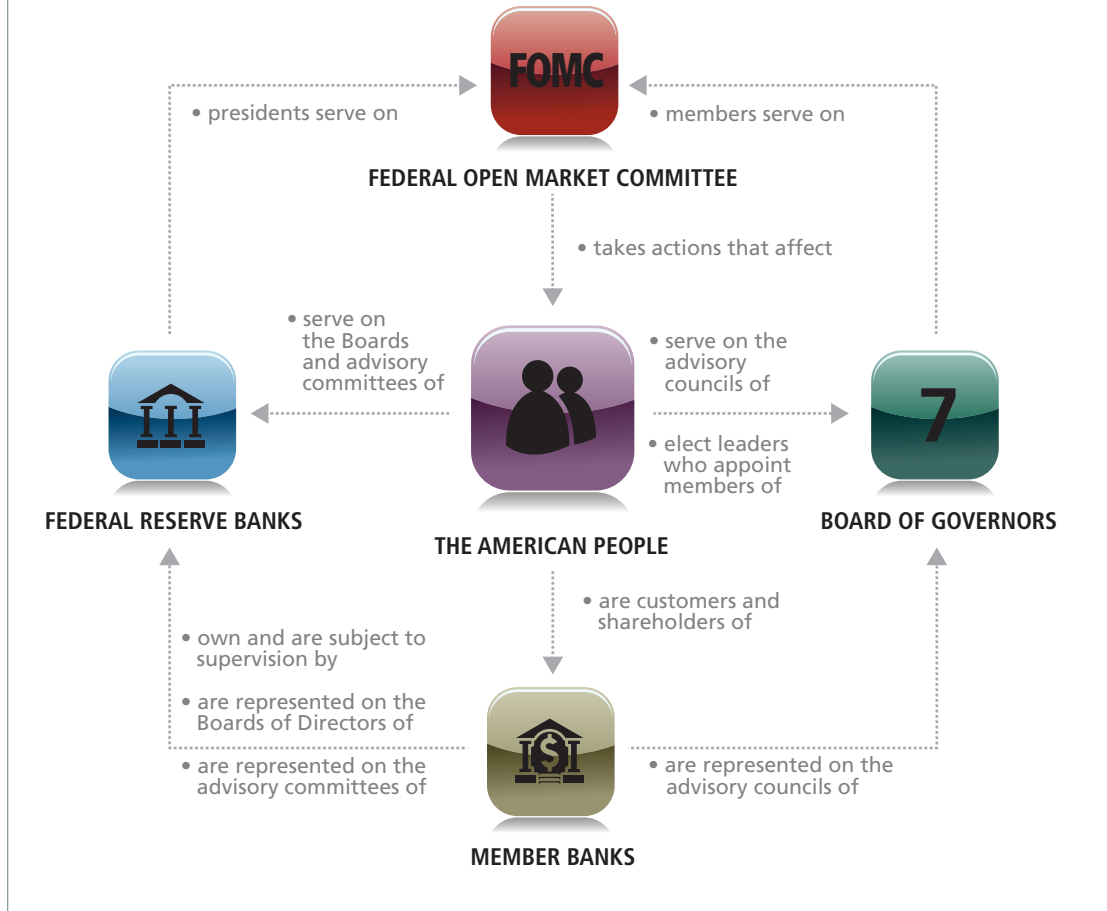 FOMC
• presidents serve on
• members serve on
FEDERAL OPEN MARKET COMMITTEE
• takes actions that affect
• serve on
the Boards
and advisory
committees of
• serve on the
advisory
councils of
7
• elect leaders
who appoint
members of
FEDERAL RESERVE BANKS
BOARD OF GOVERNORS
THE AMERICAN PEOPLE
• are customers and
shareholders of
• own and are subject to
supervision by
• are represented on the
Boards of Directors of
$
• are represented on the
advisory committees of
• are represented on the
advisory councils of
MEMBER BANKS